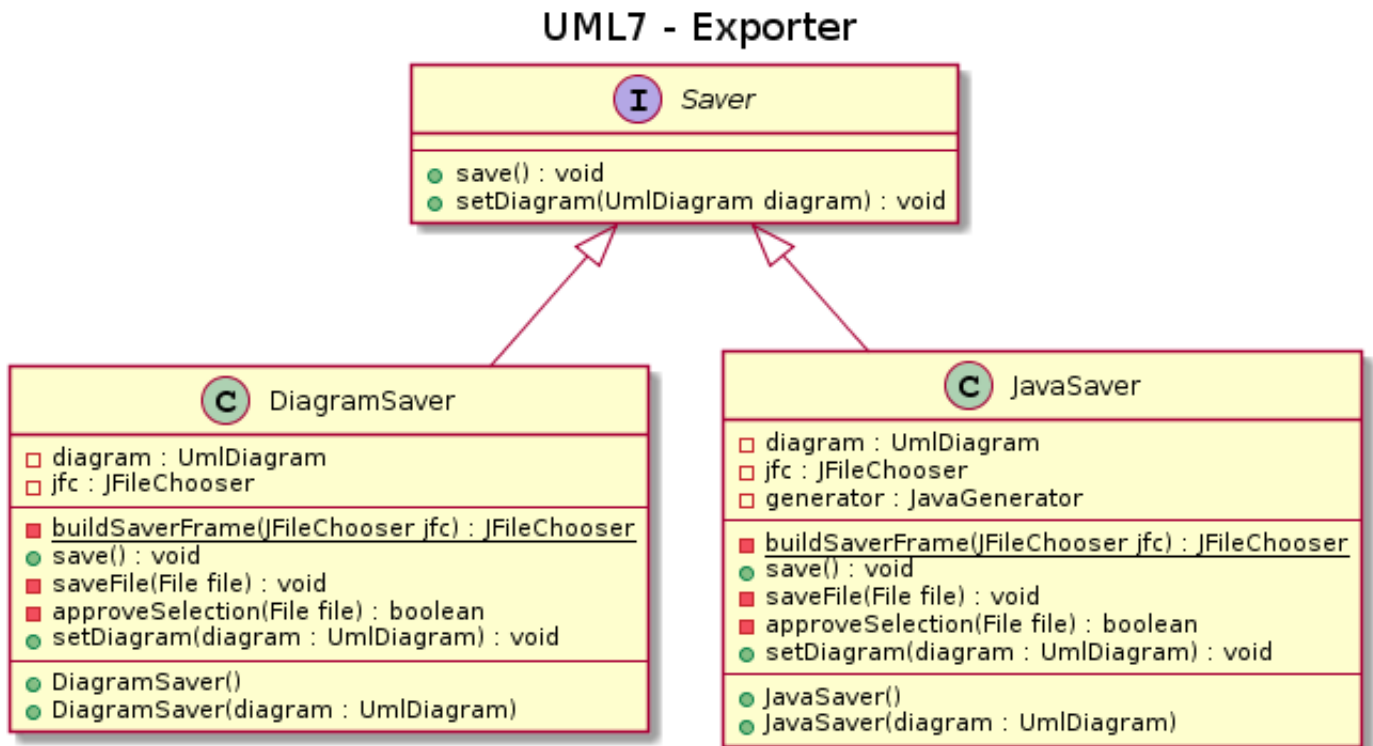 UML7 - Exporter
I Saver
save() : void
setDiagram(UmlDiagram diagram) : void
C DiagramSaver
diagram : UmlDiagram
jfc : JFileChooser
buildSaverFrame(JFileChooser jfc) : JFileChooser
save() : void
saveFile(File file) : void
approveSelection(File file) : boolean
setDiagram(diagram : UmlDiagram) : void
DiagramSaver()
DiagramSaver(diagram : UmlDiagram)
C JavaSaver
diagram : UmlDiagram
jfc : JFileChooser
generator : JavaGenerator
buildSaverFrame(JFileChooser jfc) : JFileChooser
save() : void
saveFile(File file) : void
approveSelection(File file) : boolean
setDiagram(diagram : UmlDiagram) : void
JavaSaver()
JavaSaver(diagram : UmlDiagram)